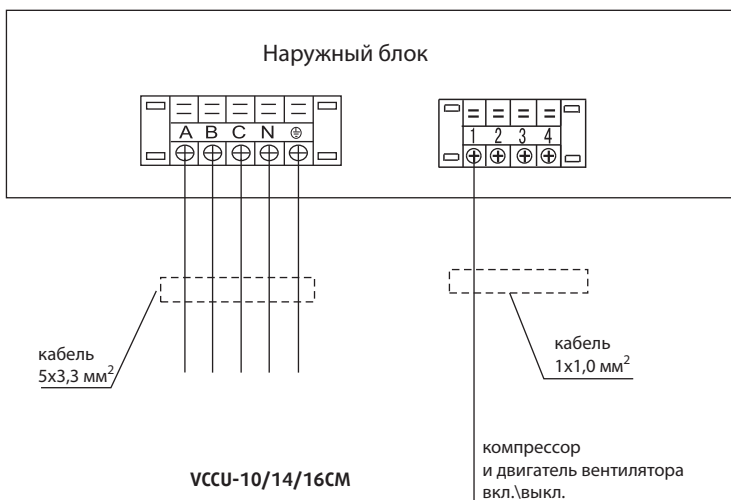 Наружный блок
A B C N
1 2 3 4
кабель
5x3,3 мм²
кабель
1x1,0 мм²
компрессор
и двигатель вентилятора
вкл.\выкл.
VCCU-10/14/16CM